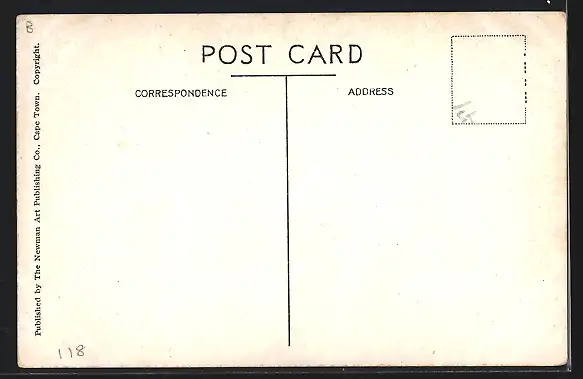 POST CARD
CORRESPONDENCE
ADDRESS
Published by The Newman Art Publishing Co., Cape Town. Copyright.
118